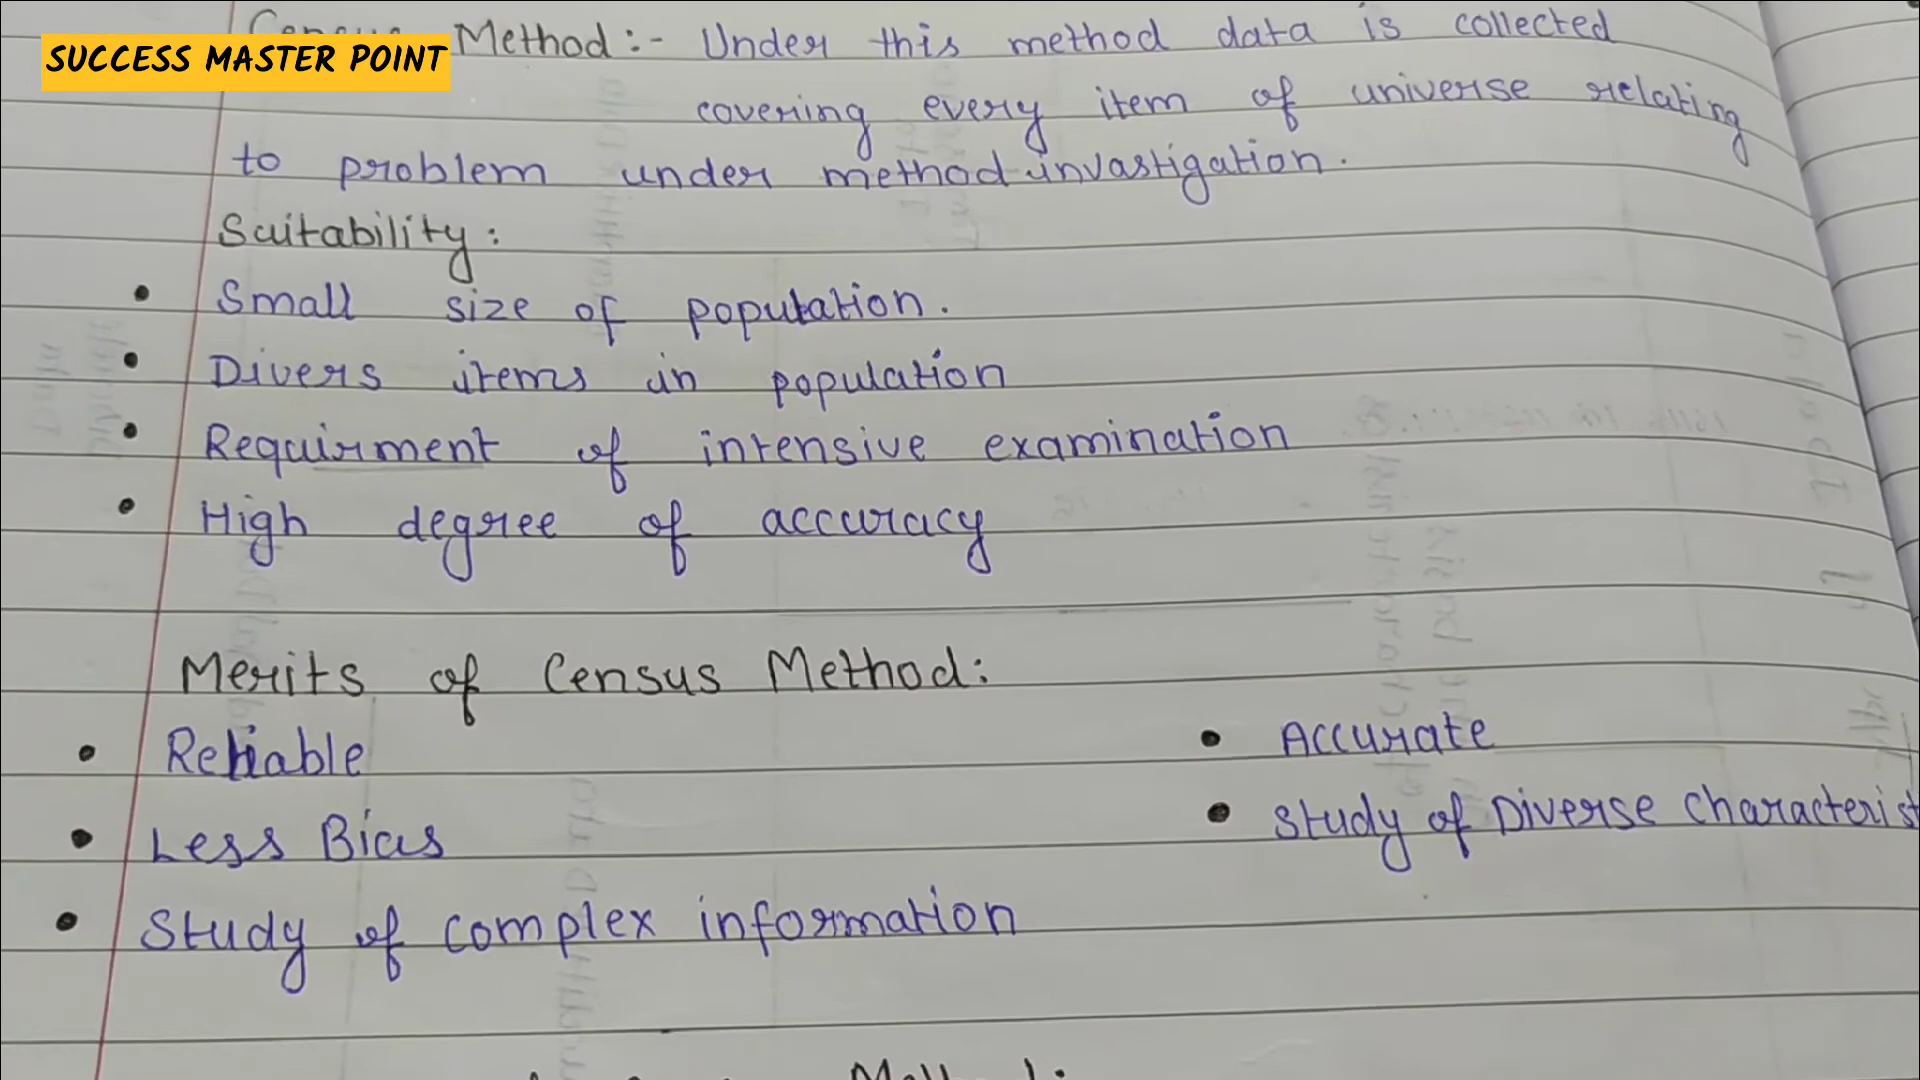 Census Method:- Under this method data is collected
SUCCESS MASTER POINT
covering every item of universe relating
to problem under method invastigation.
Suitability:
• Small size of population.
• Divers items in population
• Requirment of intensive examination
• High degree of accuracy
Merits of Census Method:
• Reliable
• Accurate
• Less Bias
• Study of Diverse Characterist
• Study of complex information